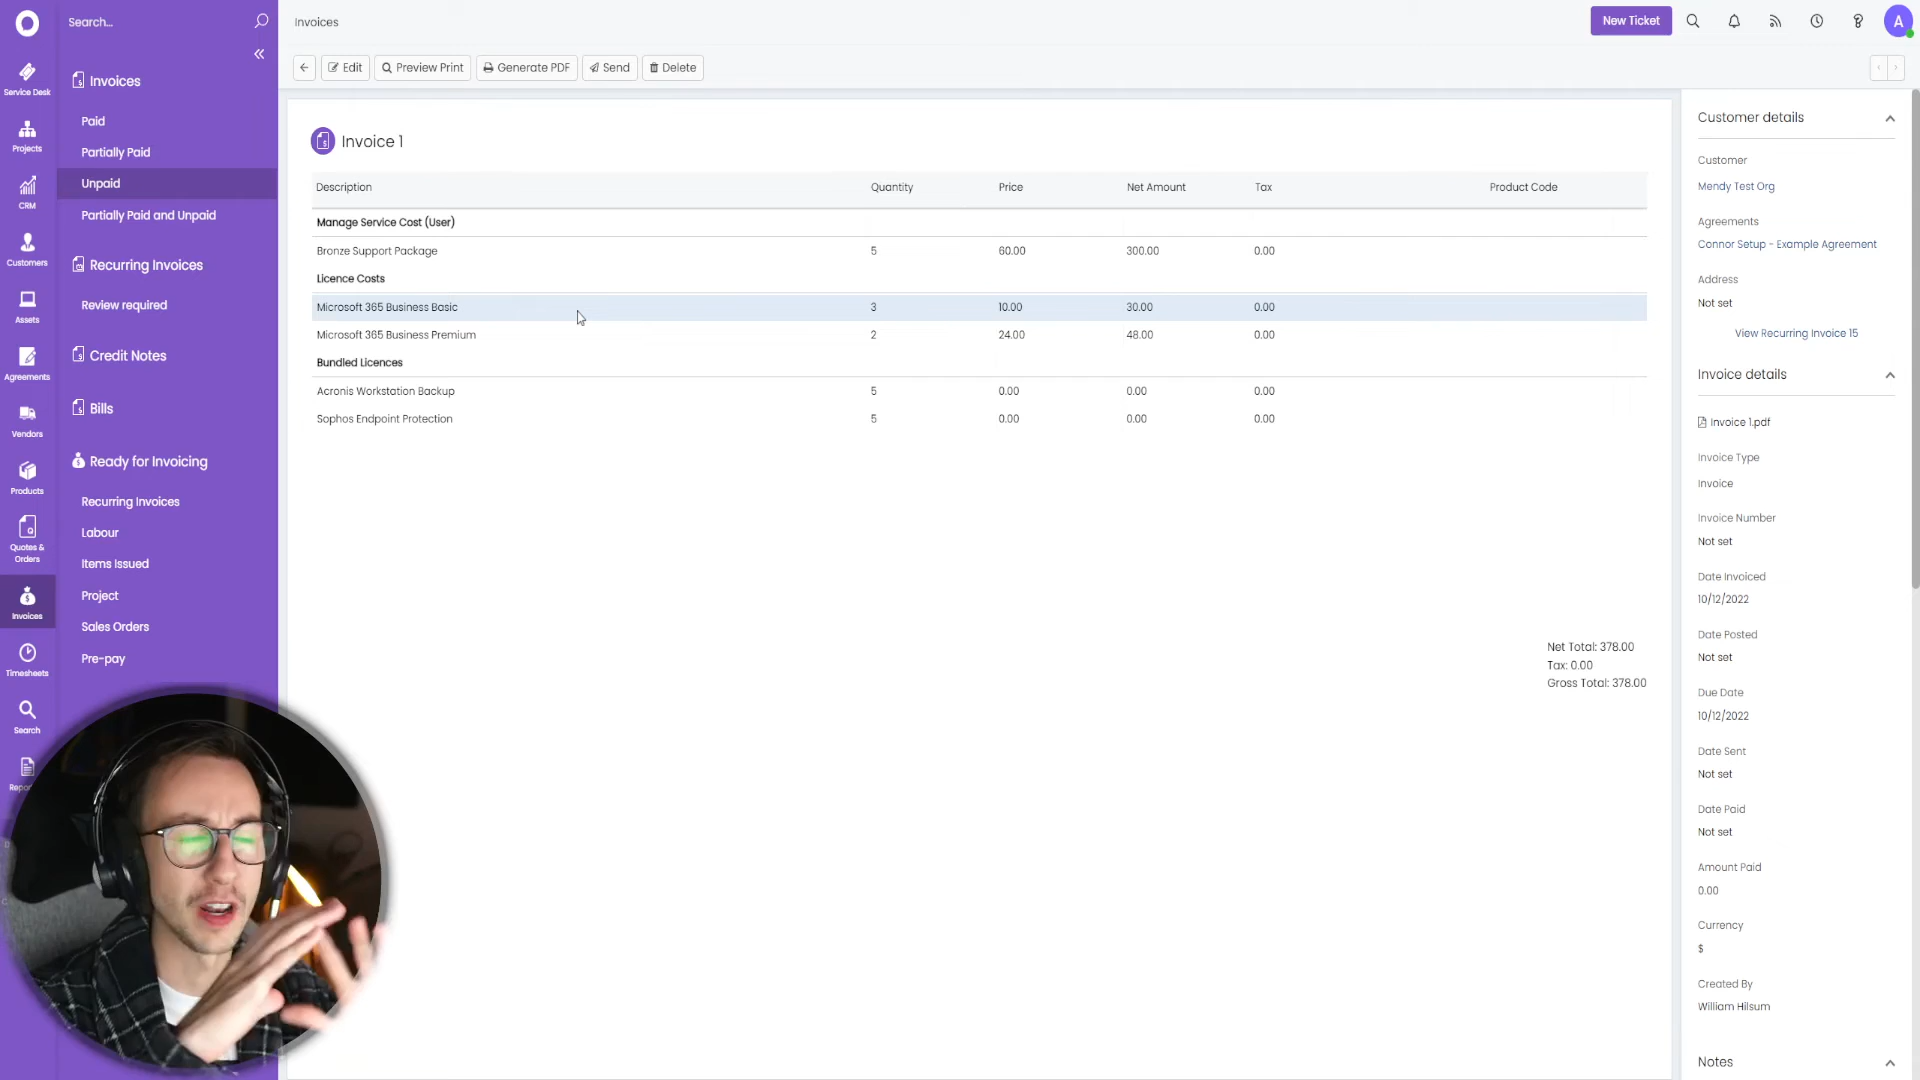 Search...
Invoices
New Ticket
A
Edit
Preview Print
Generate PDF
Send
Delete
Service Desk
Projects
CRM
Customers
Assets
Agreements
Vendors
Products
Quotes &
Orders
Invoices
Timesheets
Search
Invoices
Paid
Partially Paid
Unpaid
Partially Paid and Unpaid
Recurring Invoices
Review required
Credit Notes
Bills
Ready for Invoicing
Recurring Invoices
Labour
Items Issued
Project
Sales Orders
Pre-pay
Invoice 1
Description Quantity Price Net Amount Tax Product Code
Manage Service Cost (User)
Bronze Support Package 5 60.00 300.00 0.00
Licence Costs
Microsoft 365 Business Basic 3 10.00 30.00 0.00
Microsoft 365 Business Premium 2 24.00 48.00 0.00
Bundled Licences
Acronis Workstation Backup 5 0.00 0.00 0.00
Sophos Endpoint Protection 5 0.00 0.00 0.00
Net Total: 378.00
Tax: 0.00
Gross Total: 378.00
Customer details
Customer
Mendy Test Org
Agreements
Connor Setup - Example Agreement
Address
Not set
View Recurring Invoice 15
Invoice details
Invoice 1.pdf
Invoice Type
Invoice
Invoice Number
Not set
Date Invoiced
10/12/2022
Date Posted
Not set
Due Date
10/12/2022
Date Sent
Not set
Date Paid
Not set
Amount Paid
0.00
Currency
$
Created By
William Hilsum
Notes